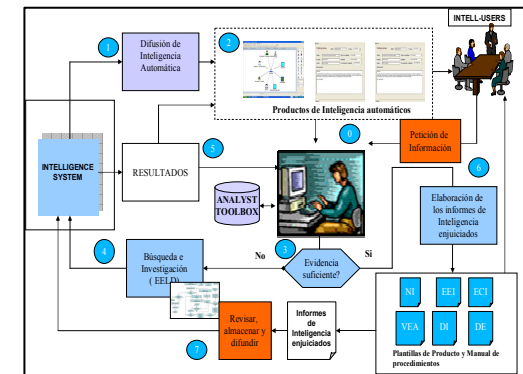 INTELL-USERS
1
Difusión de
Inteligencia
Automática
2
Productos de Inteligencia automáticos
0
Petición de
Información
INTELLIGENCE
SYSTEM
RESULTADOS
5
6
ANALYST
TOOLBOX
Elaboración de
los informes de
Inteligencia
enjuiciados
4
Búsqueda e
Investigación
( EELD)
No
3
Si
Evidencia
suficiente?
NI
EEI
ECI
VEA
DI
DE
Plantillas de Producto y Manual de
procedimientos
Informes
de
Inteligencia
enjuiciados
Revisar,
almacenar y
difundir
7